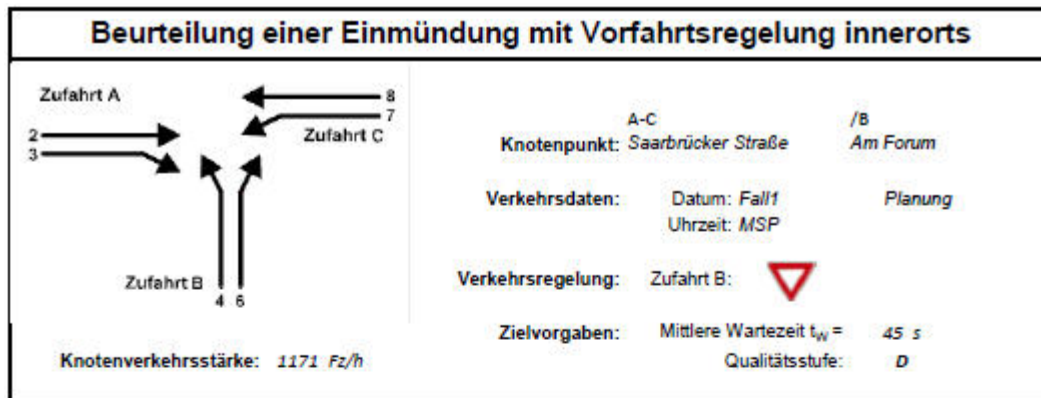 Beurteilung einer Einmündung mit Vorfahrtsregelung innerorts
Zufahrt A
8
7
2
3
Zufahrt C
Zufahrt B
4 6
Knotenverkehrsstärke: 1171 Fz/h
A-C /B
Knotenpunkt: Saarbrücker Straße Am Forum
Verkehrsdaten: Datum: Fall1 Planung
Uhrzeit: MSP
Verkehrsregelung: Zufahrt B:
Zielvorgaben: Mittlere Wartezeit tw = 45 s
Qualitätsstufe: D